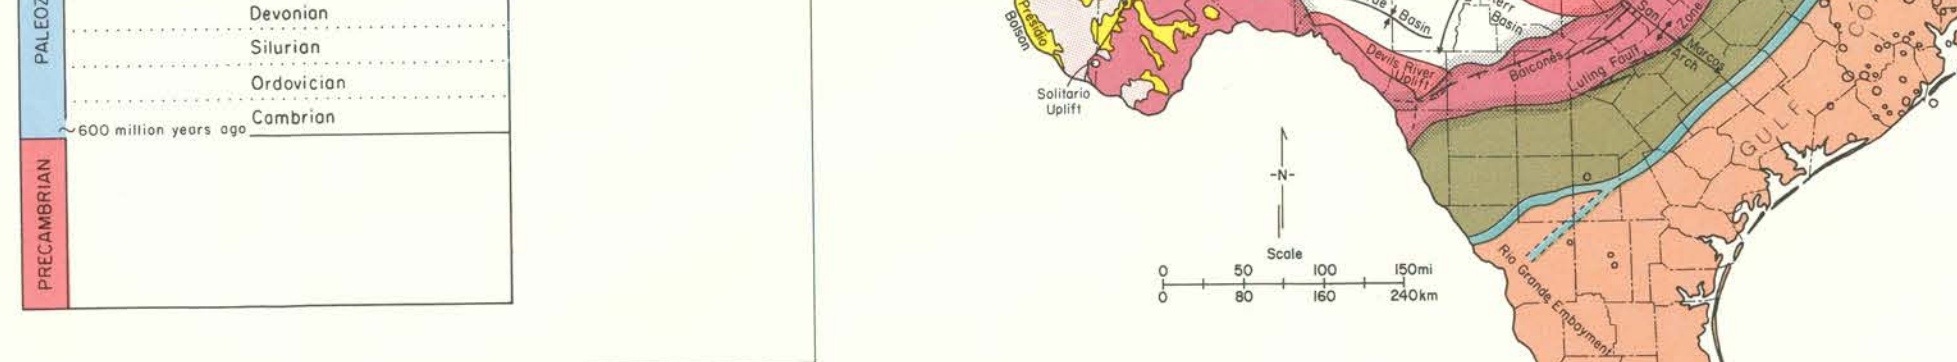 PALEOZ
Devonian
Silurian
Ordovician
~600 million years ago
Cambrian
PRECAMBRIAN
Presidio
Bolson
Solitario
Uplift
Basin
Basin
Devils River
Uplift
Balcones
Luling Fault
Zone
San
Marcos
Arch
GULF
CO
-N-
Scale
0 50 100 150mi
0 80 160 240km
Rio Grande Embayment